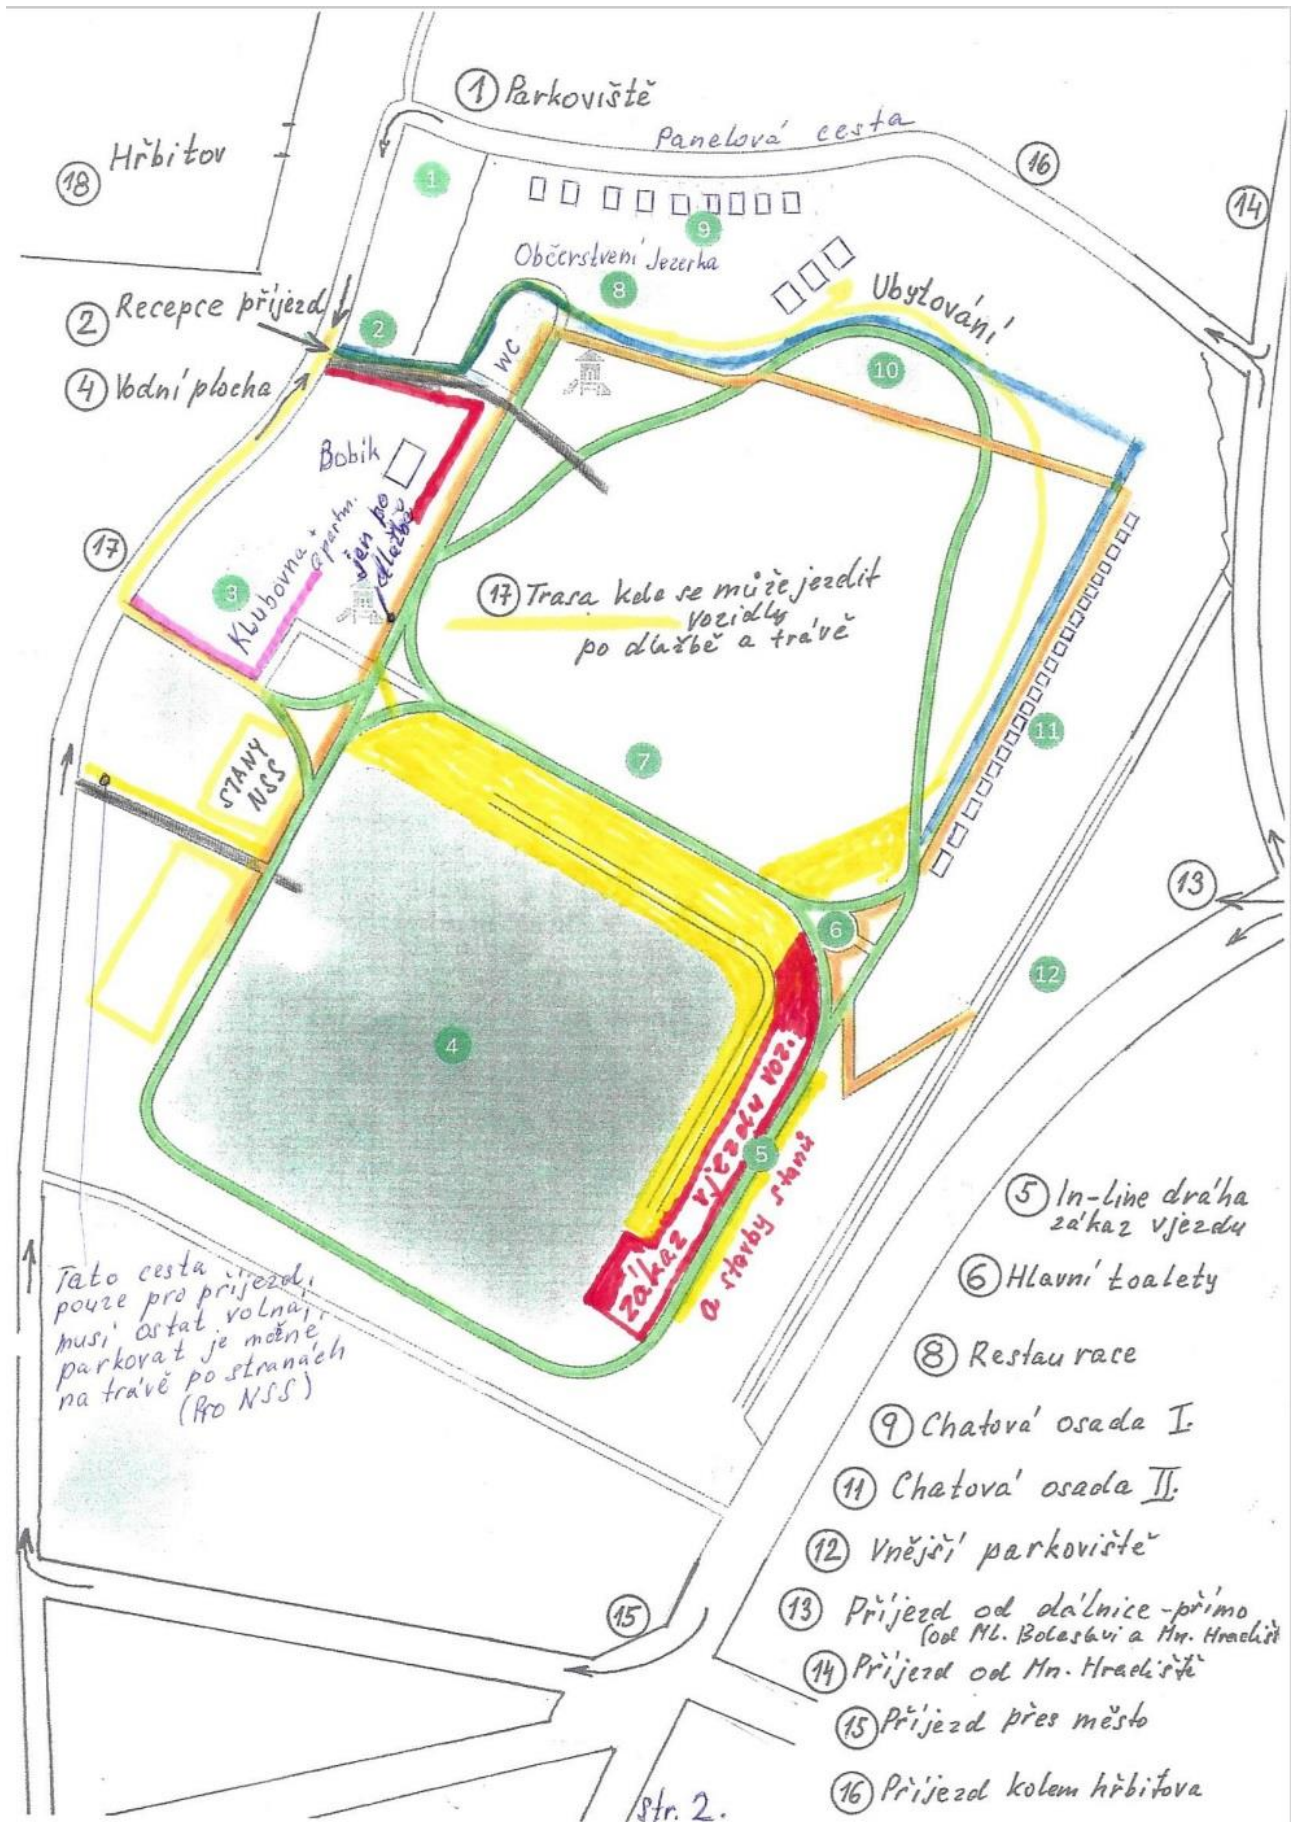 ① Parkoviště
Panelová cesta
⑱ Hřbitov
⑯
⑭
1
9
Občerstvení Jezerka
8
② Recepce příjezd
2
Ubytování
④ Vodní plocha
WC
10
Bobík
jen po
dlažbě
⑰
3
Klubovna + apartm.
⑰ Trasa kde se může jezdit
vozidly
po dlažbě a trávě
11
7
STANY
NSS
⑬
6
12
4
zákaz vjezdu voz.
5
a stavby stanů
⑤ In-line dráha
zákaz vjezdu
⑥ Hlavní toalety
Tato cesta
pouze pro příjezd,
musí ostat volná,
parkovat je možné
na trávě po stranách
(Pro NSS)
⑧ Restaurace
⑨ Chatová osada I.
⑪ Chatová osada II.
⑫ Vnější parkoviště
⑮
⑬ Příjezd od dálnice - přímo
(od Ml. Boleslavi a Mn. Hradišt
⑭ Příjezd od Mn. Hradiště
⑮ Příjezd přes město
⑯ Příjezd kolem hřbitova
str. 2.